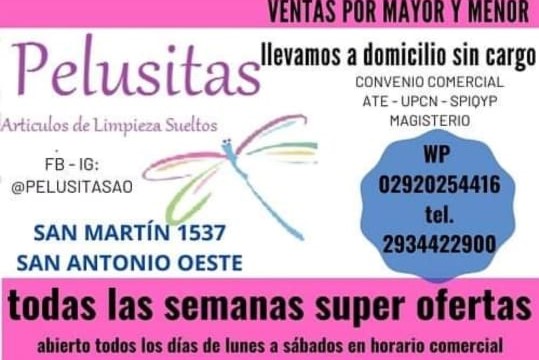 VENTAS POR MAYOR Y MENOR
Pelusitas
Articulos de Limpieza Sueltos
llevamos a domicilio sin cargo
CONVENIO COMERCIAL
ATE - UPCN - SPIQYP
MAGISTERIO
FB - IG:
@PELUSITASAO
WP
02920254416
tel.
2934422900
SAN MARTÍN 1537
SAN ANTONIO OESTE
todas las semanas super ofertas
abierto todos los días de lunes a sábados en horario comercial